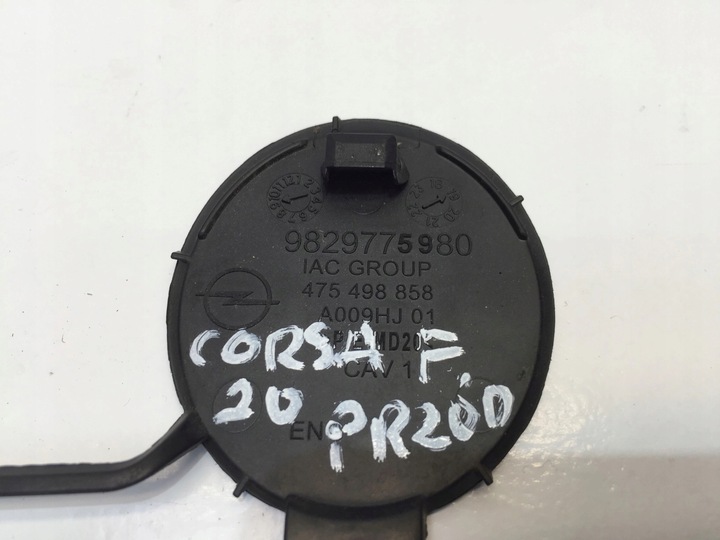 9829775980
IAC GROUP
475 498 858
A009HJ 01
CORSA F
CAV 1
20
PRZÓD